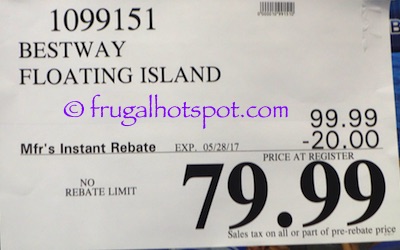 1099151
BESTWAY
FLOATING ISLAND
© frugalhotspot.com
99.99
Mfr's Instant Rebate EXP. 05/28/17 -20.00
PRICE AT REGISTER
NO
REBATE LIMIT
79.99
Sales tax on all or part of pre-rebate price